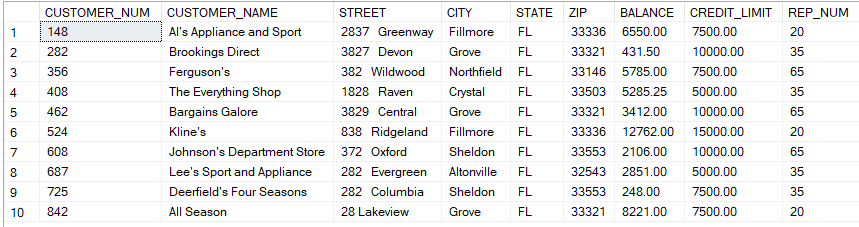 CUSTOMER_NUM CUSTOMER_NAME STREET CITY STATE ZIP BALANCE CREDIT_LIMIT REP_NUM
1 148 Al's Appliance and Sport 2837 Greenway Fillmore FL 33336 6550.00 7500.00 20
2 282 Brookings Direct 3827 Devon Grove FL 33321 431.50 10000.00 35
3 356 Ferguson's 382 Wildwood Northfield FL 33146 5785.00 7500.00 65
4 408 The Everything Shop 1828 Raven Crystal FL 33503 5285.25 5000.00 35
5 462 Bargains Galore 3829 Central Grove FL 33321 3412.00 10000.00 65
6 524 Kline's 838 Ridgeland Fillmore FL 33336 12762.00 15000.00 20
7 608 Johnson's Department Store 372 Oxford Sheldon FL 33553 2106.00 10000.00 65
8 687 Lee's Sport and Appliance 282 Evergreen Altonville FL 32543 2851.00 5000.00 35
9 725 Deerfield's Four Seasons 282 Columbia Sheldon FL 33553 248.00 7500.00 35
10 842 All Season 28 Lakeview Grove FL 33321 8221.00 7500.00 20